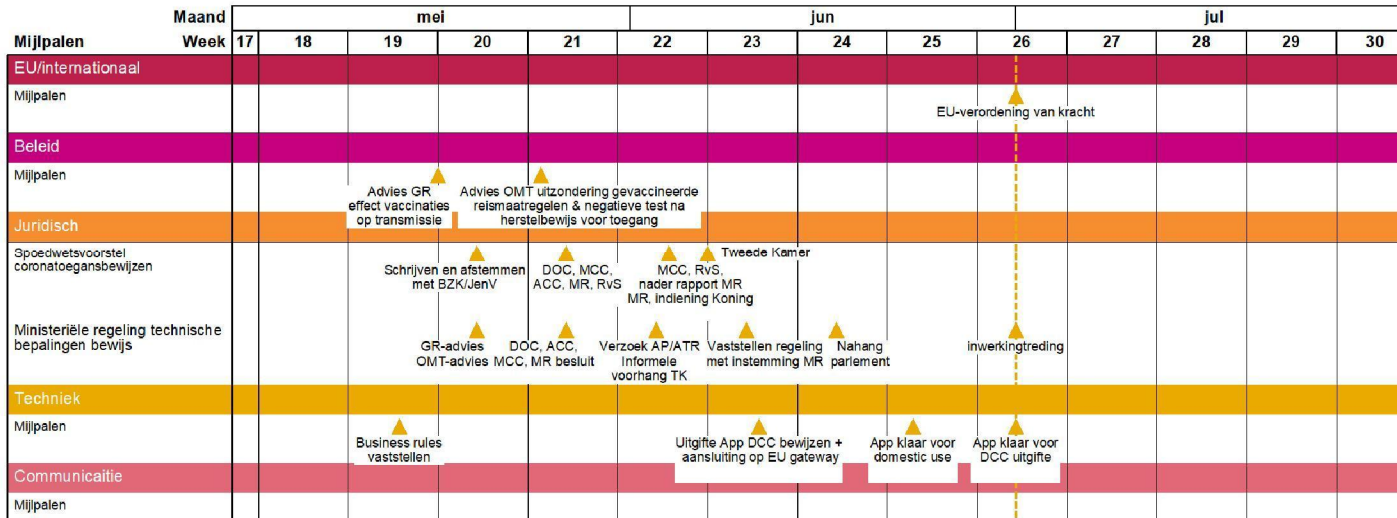 Maand mei jun jul
Mijlpalen Week 17 18 19 20 21 22 23 24 25 26 27 28 29 30
EU/internationaal
Mijlpalen
EU-verordening van kracht
Beleid
Mijlpalen
Advies GR
effect vaccinaties
op transmissie
Advies OMT uitzondering gevaccineerde
reismaatregelen & negatieve test na
herstelbewijs voor toegang
Juridisch
Spoedwetsvoorstel
coronatoegansbewijzen
Schrijven en afstemmen
met BZK/JenV
DOC, MCC,
ACC, MR, RvS
MCC, RvS,
nader rapport MR
MR, indiening Koning
Tweede Kamer
Ministeriële regeling technische
bepalingen bewijs
GR-advies
OMT-advies
DOC, ACC,
MCC, MR besluit
Verzoek AP/ATR
Informele
voorhang TK
Vaststellen regeling
met instemming MR
Nahang
parlement
inwerkingtreding
Techniek
Mijlpalen
Business rules
vaststellen
Uitgifte App DCC bewijzen +
aansluiting op EU gateway
App klaar voor
domestic use
App klaar voor
DCC uitgifte
Communicaitie
Mijlpalen